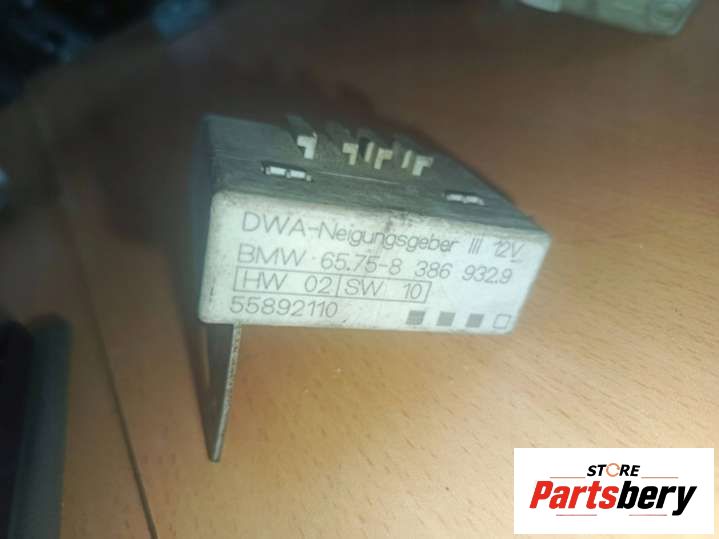 DWA-Neigungsgeber III 12V
BMW 65.75-8 386 932.9
HW 02 SW 10
55892110
STORE
Partsbery